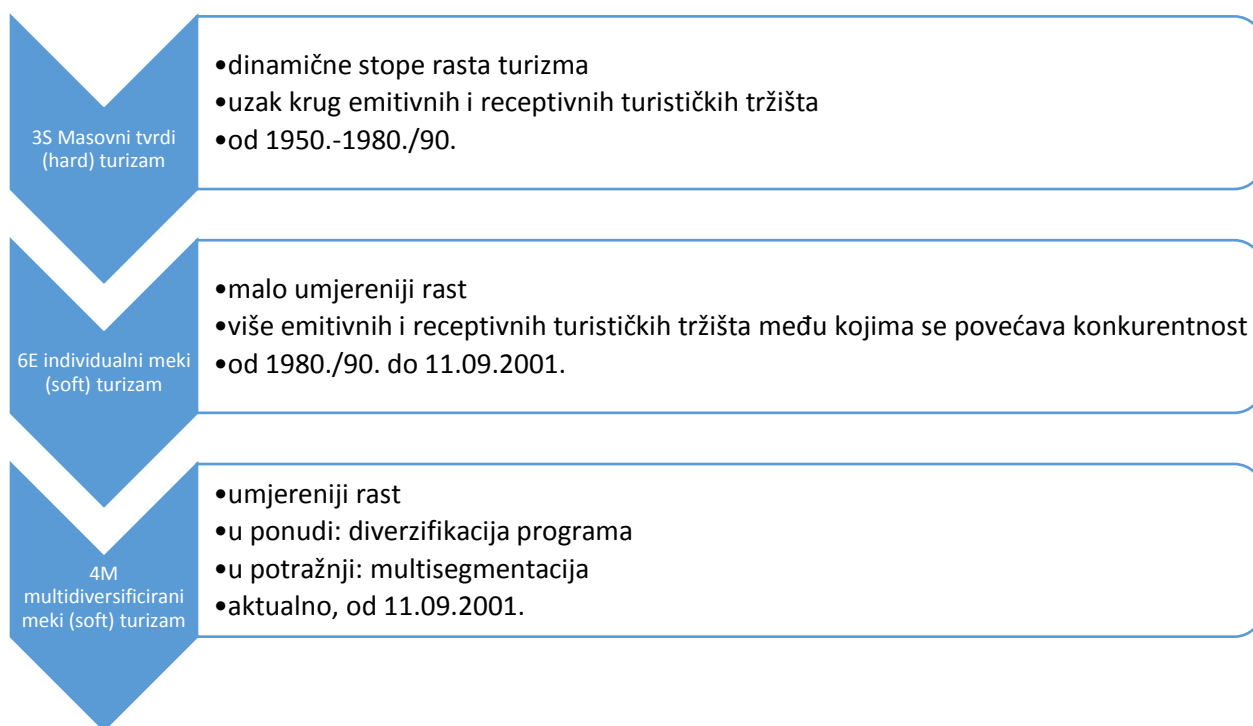 3S Masovni tvrdi
(hard) turizam
•dinamične stope rasta turizma
•uzak krug emitivnih i receptivnih turističkih tržišta
•od 1950.-1980./90.
6E individualni meki
(soft) turizam
•malo umjereniji rast
•više emitivnih i receptivnih turističkih tržišta među kojima se povećava konkurentnost
•od 1980./90. do 11.09.2001.
4M
multidiversificirani
meki (soft) turizam
•umjereniji rast
•u ponudi: diverzifikacija programa
•u potražnji: multisegmentacija
•aktualno, od 11.09.2001.